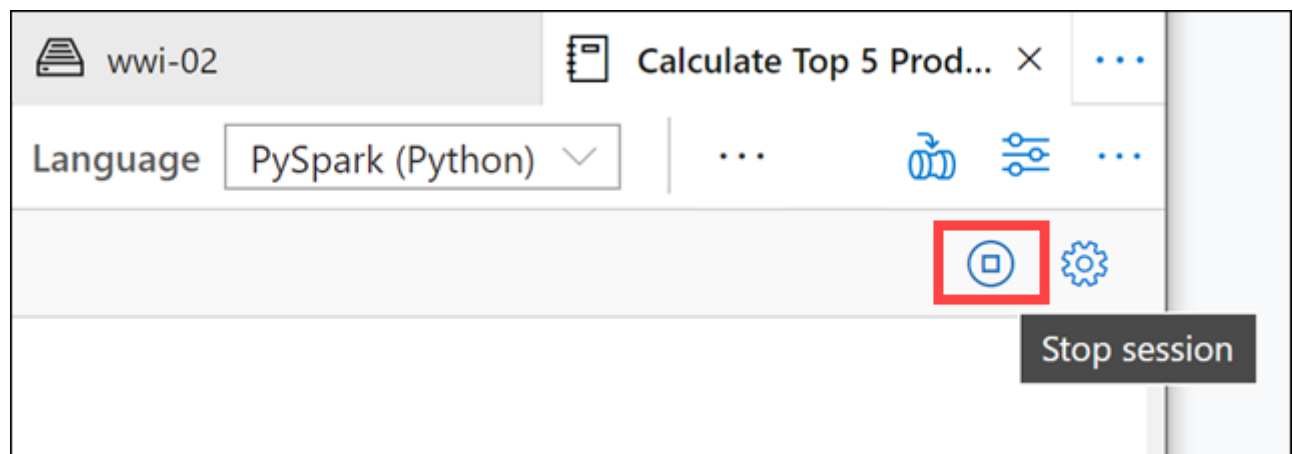 wwi-02
Calculate Top 5 Prod...
...
Language
PySpark (Python)
...
...
Stop session